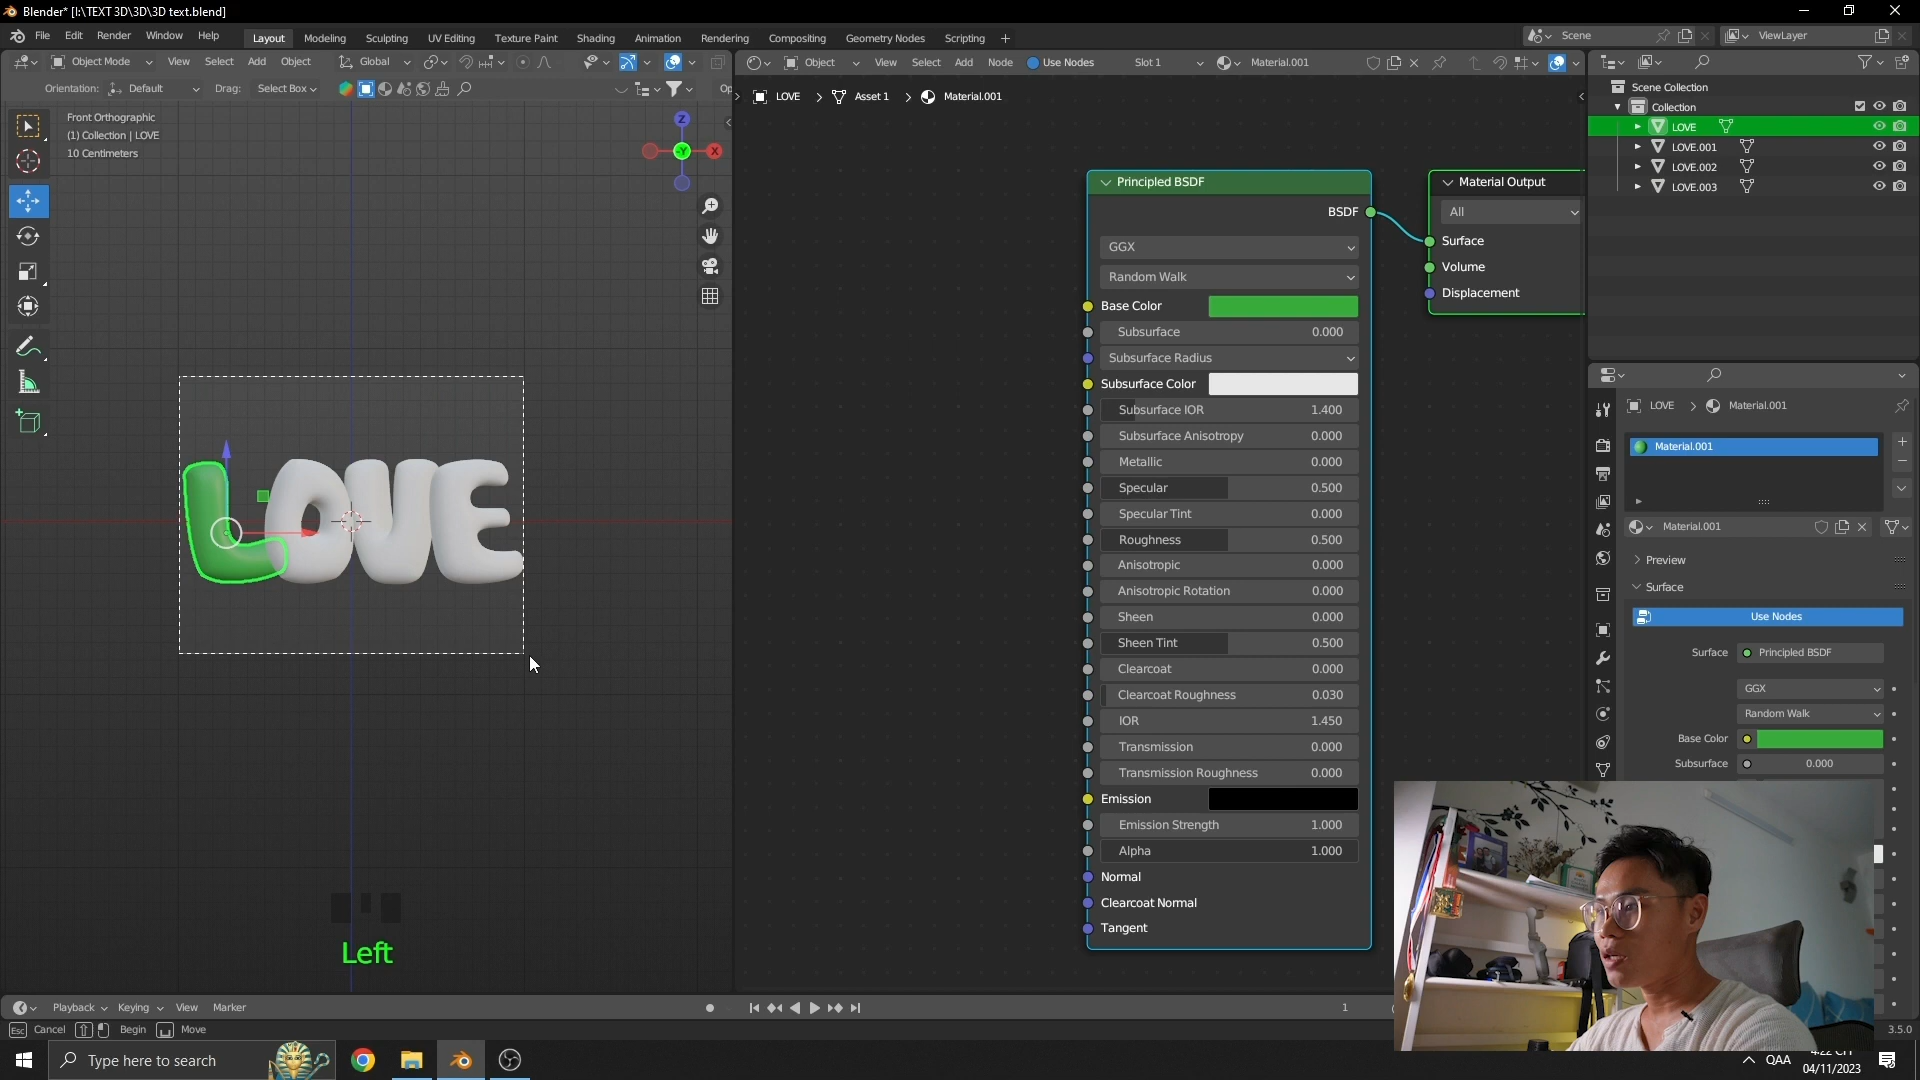 Blender* [I:\TEXT 3D\3D\3D text.blend]
File Edit Render Window Help Layout Modeling Sculpting UV Editing Texture Paint Shading Animation Rendering Compositing Geometry Nodes Scripting + Scene ViewLayer
Object Mode View Select Add Object Global Object View Select Add Node Use Nodes Slot 1 Material.001
Orientation: Default Drag: Select Box Op
LOVE > Asset 1 > Material.001
Scene Collection
Collection
LOVE
LOVE.001
LOVE.002
LOVE.003
Front Orthographic
(1) Collection | LOVE
10 Centimeters
Z
-Y
X
LOVE
Left
Principled BSDF
BSDF
GGX
Random Walk
Base Color
Subsurface 0.000
Subsurface Radius
Subsurface Color
Subsurface IOR 1.400
Subsurface Anisotropy 0.000
Metallic 0.000
Specular 0.500
Specular Tint 0.000
Roughness 0.500
Anisotropic 0.000
Anisotropic Rotation 0.000
Sheen 0.000
Sheen Tint 0.500
Clearcoat 0.000
Clearcoat Roughness 0.030
IOR 1.450
Transmission 0.000
Transmission Roughness 0.000
Emission
Emission Strength 1.000
Alpha 1.000
Normal
Clearcoat Normal
Tangent
Material Output
All
Surface
Volume
Displacement
LOVE > Material.001
Material.001
Material.001
Preview
Surface
Use Nodes
Surface Principled BSDF
GGX
Random Walk
Base Color
Subsurface 0.000
Playback Keying View Marker 1
Esc Cancel Begin Move 3.5.0
Type here to search
QAA
04/11/2023